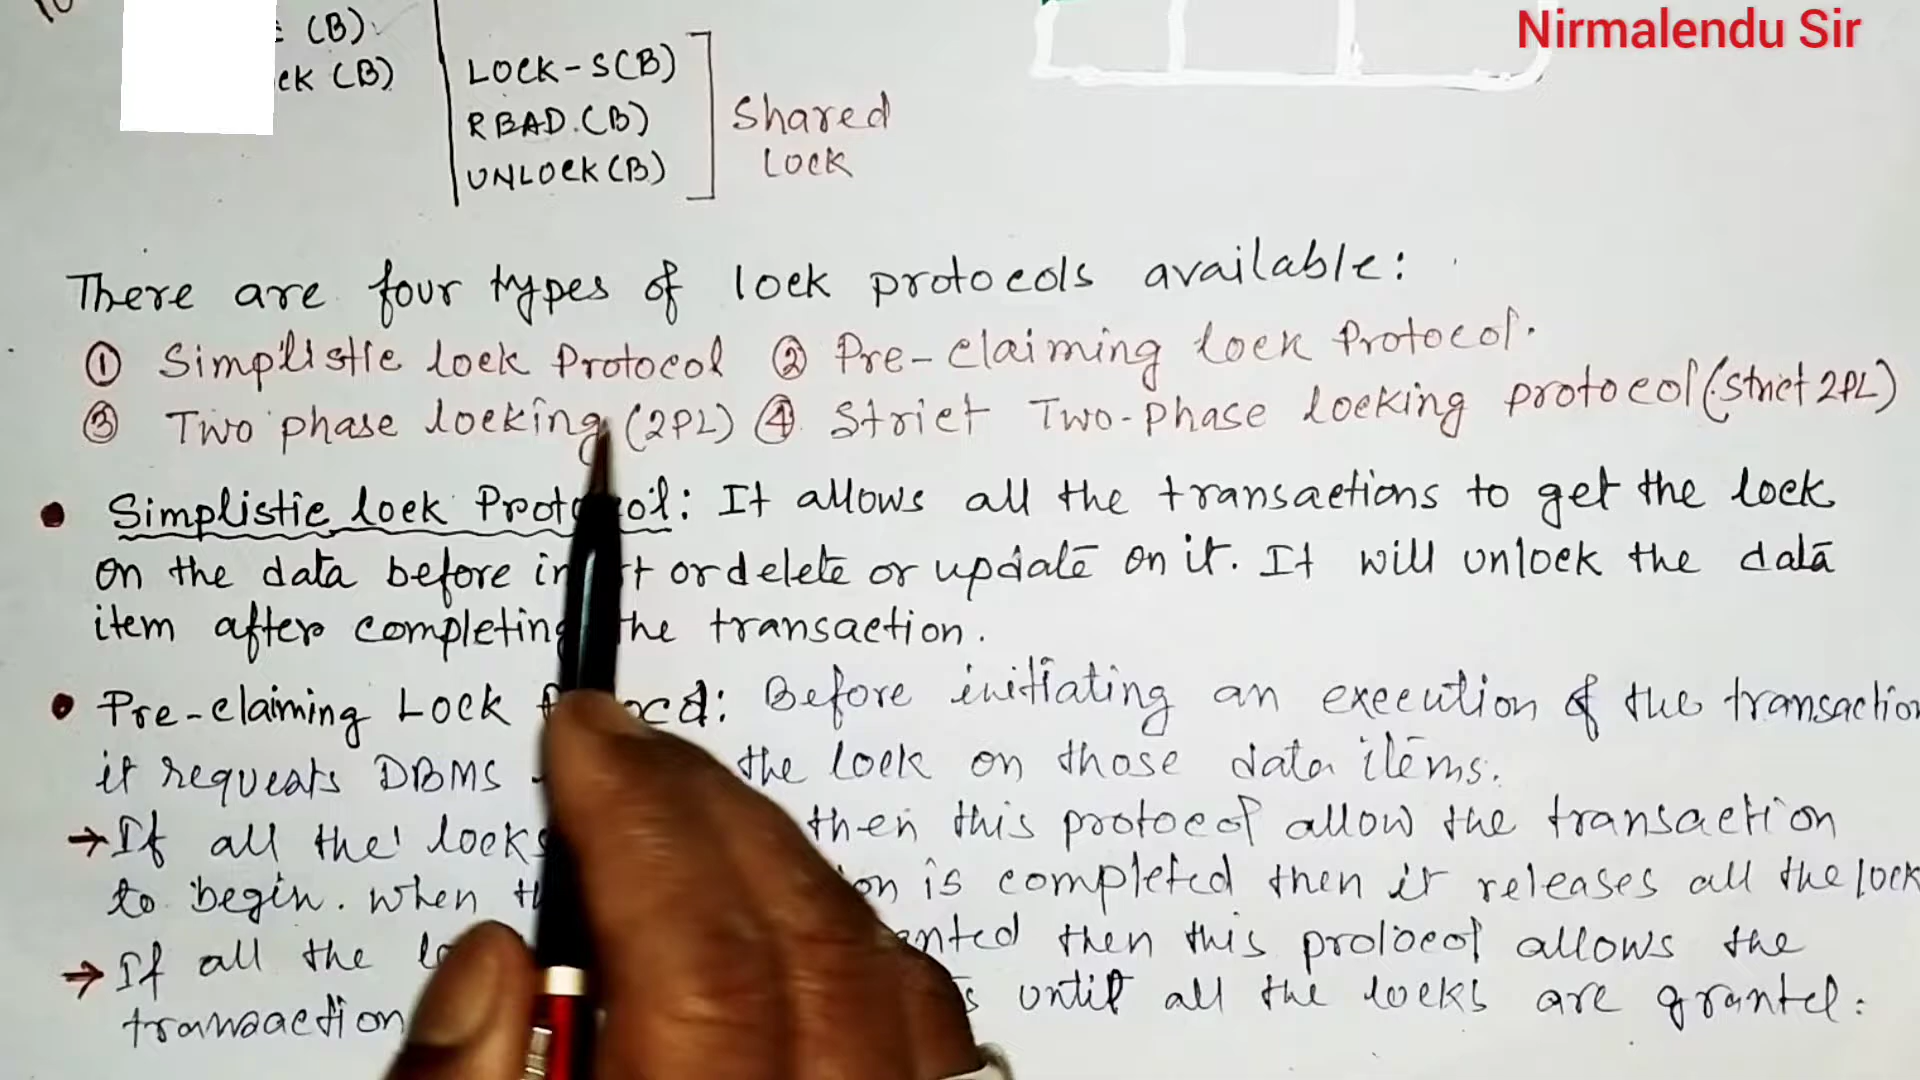 Nirmalendu Sir
(B)
ck (B)
LOCK-S(B)
READ.(B)
UNLOCK(B)
Shared
Lock
There are four types of lock protocols available:
① Simplistic lock Protocol ② Pre-claiming lock Protocol.
③ Two phase locking (2PL) ④ Strict Two-phase locking protocol (Strict 2PL)
• Simplistic lock Protocol: It allows all the transactions to get the lock
on the data before or delete or update on it. It will unlock the data
item after completing the transaction.
• Pre-claiming Lock : Before initiating an execution of the transaction
it requests DBMS the lock on those data items.
→ If all the locks then this protocol allow the transaction
to begin. When is completed then it releases all the lock
→ If all the then this protocol allows the
transaction until all the locks are granted.